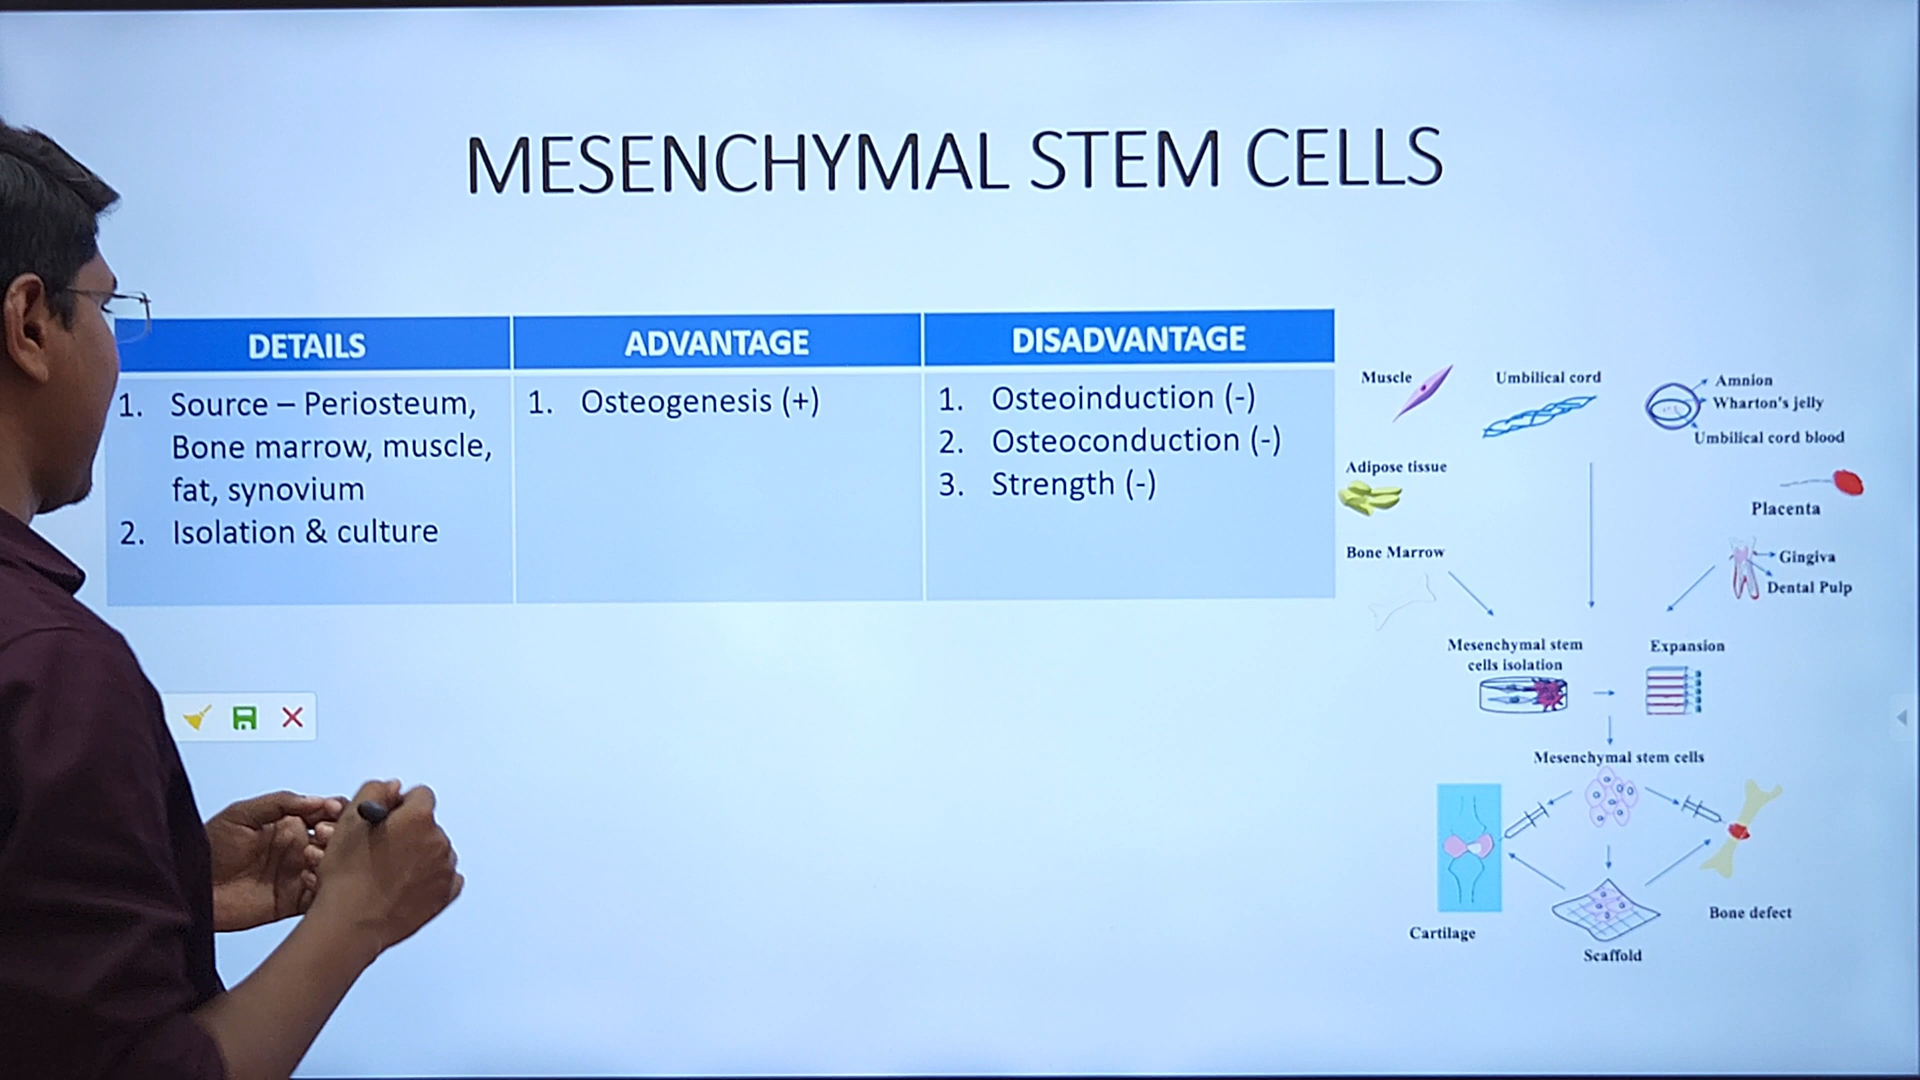 MESENCHYMAL STEM CELLS
DETAILS
1. Source – Periosteum,
Bone marrow, muscle,
fat, synovium
2. Isolation & culture
ADVANTAGE
1. Osteogenesis (+)
DISADVANTAGE
1. Osteoinduction (-)
2. Osteoconduction (-)
3. Strength (-)
Muscle
Umbilical cord
Amnion
Wharton's jelly
Umbilical cord blood
Adipose tissue
Placenta
Bone Marrow
Gingiva
Dental Pulp
Mesenchymal stem
cells isolation
Expansion
Mesenchymal stem cells
Cartilage
Scaffold
Bone defect